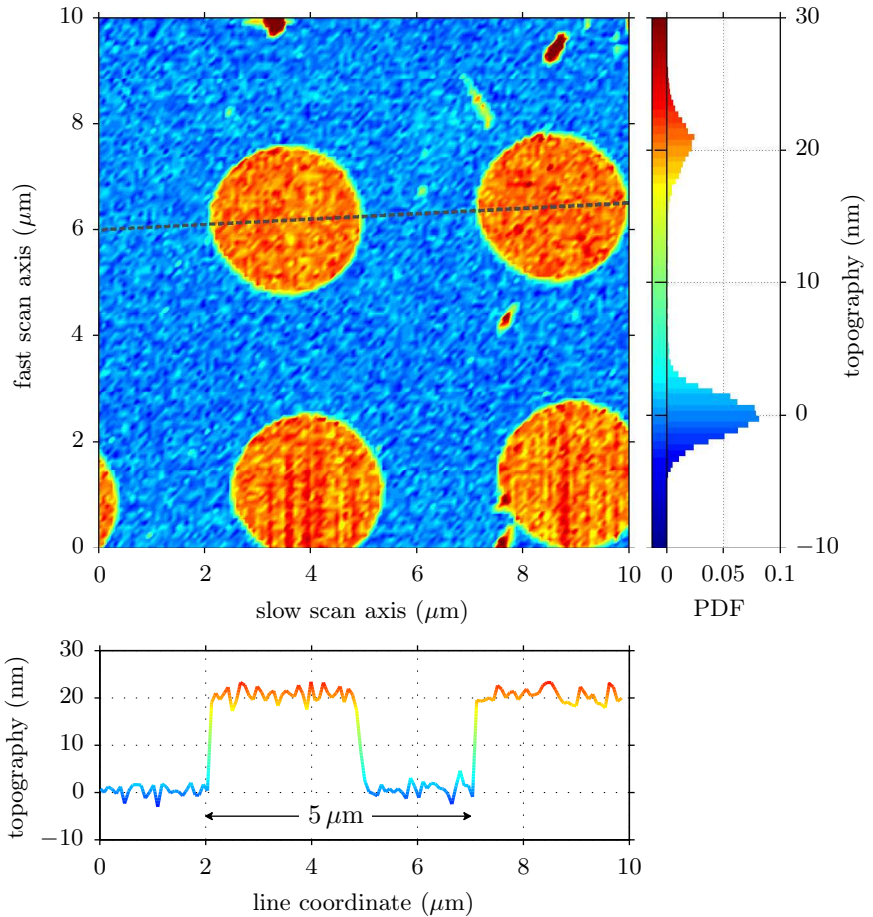 10
8
6
4
2
0
fast scan axis (μm)
0 2 4 6 8 10
slow scan axis (μm)
30
20
10
0
−10
topography (nm)
0 0.05 0.1
PDF
30
20
10
0
−10
topography (nm)
5 μm
0 2 4 6 8 10
line coordinate (μm)